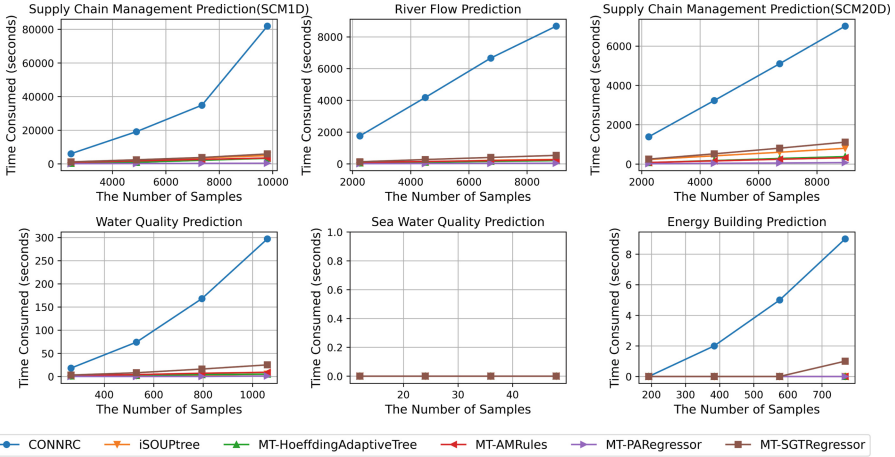 Supply Chain Management Prediction(SCM1D)
Time Consumed (seconds)
80000
60000
40000
20000
0
4000 6000 8000 10000
The Number of Samples
River Flow Prediction
Time Consumed (seconds)
8000
6000
4000
2000
0
2000 4000 6000 8000
The Number of Samples
Supply Chain Management Prediction(SCM20D)
Time Consumed (seconds)
6000
4000
2000
0
2000 4000 6000 8000
The Number of Samples
Water Quality Prediction
Time Consumed (seconds)
300
250
200
150
100
50
0
400 600 800 1000
The Number of Samples
Sea Water Quality Prediction
Time Consumed (seconds)
1.0
0.8
0.6
0.4
0.2
0.0
20 30 40
The Number of Samples
Energy Building Prediction
Time Consumed (seconds)
8
6
4
2
0
200 300 400 500 600 700
The Number of Samples
CONNRC iSOUPtree MT-HoeffdingAdaptiveTree MT-AMRules MT-PARegressor MT-SGTRegressor